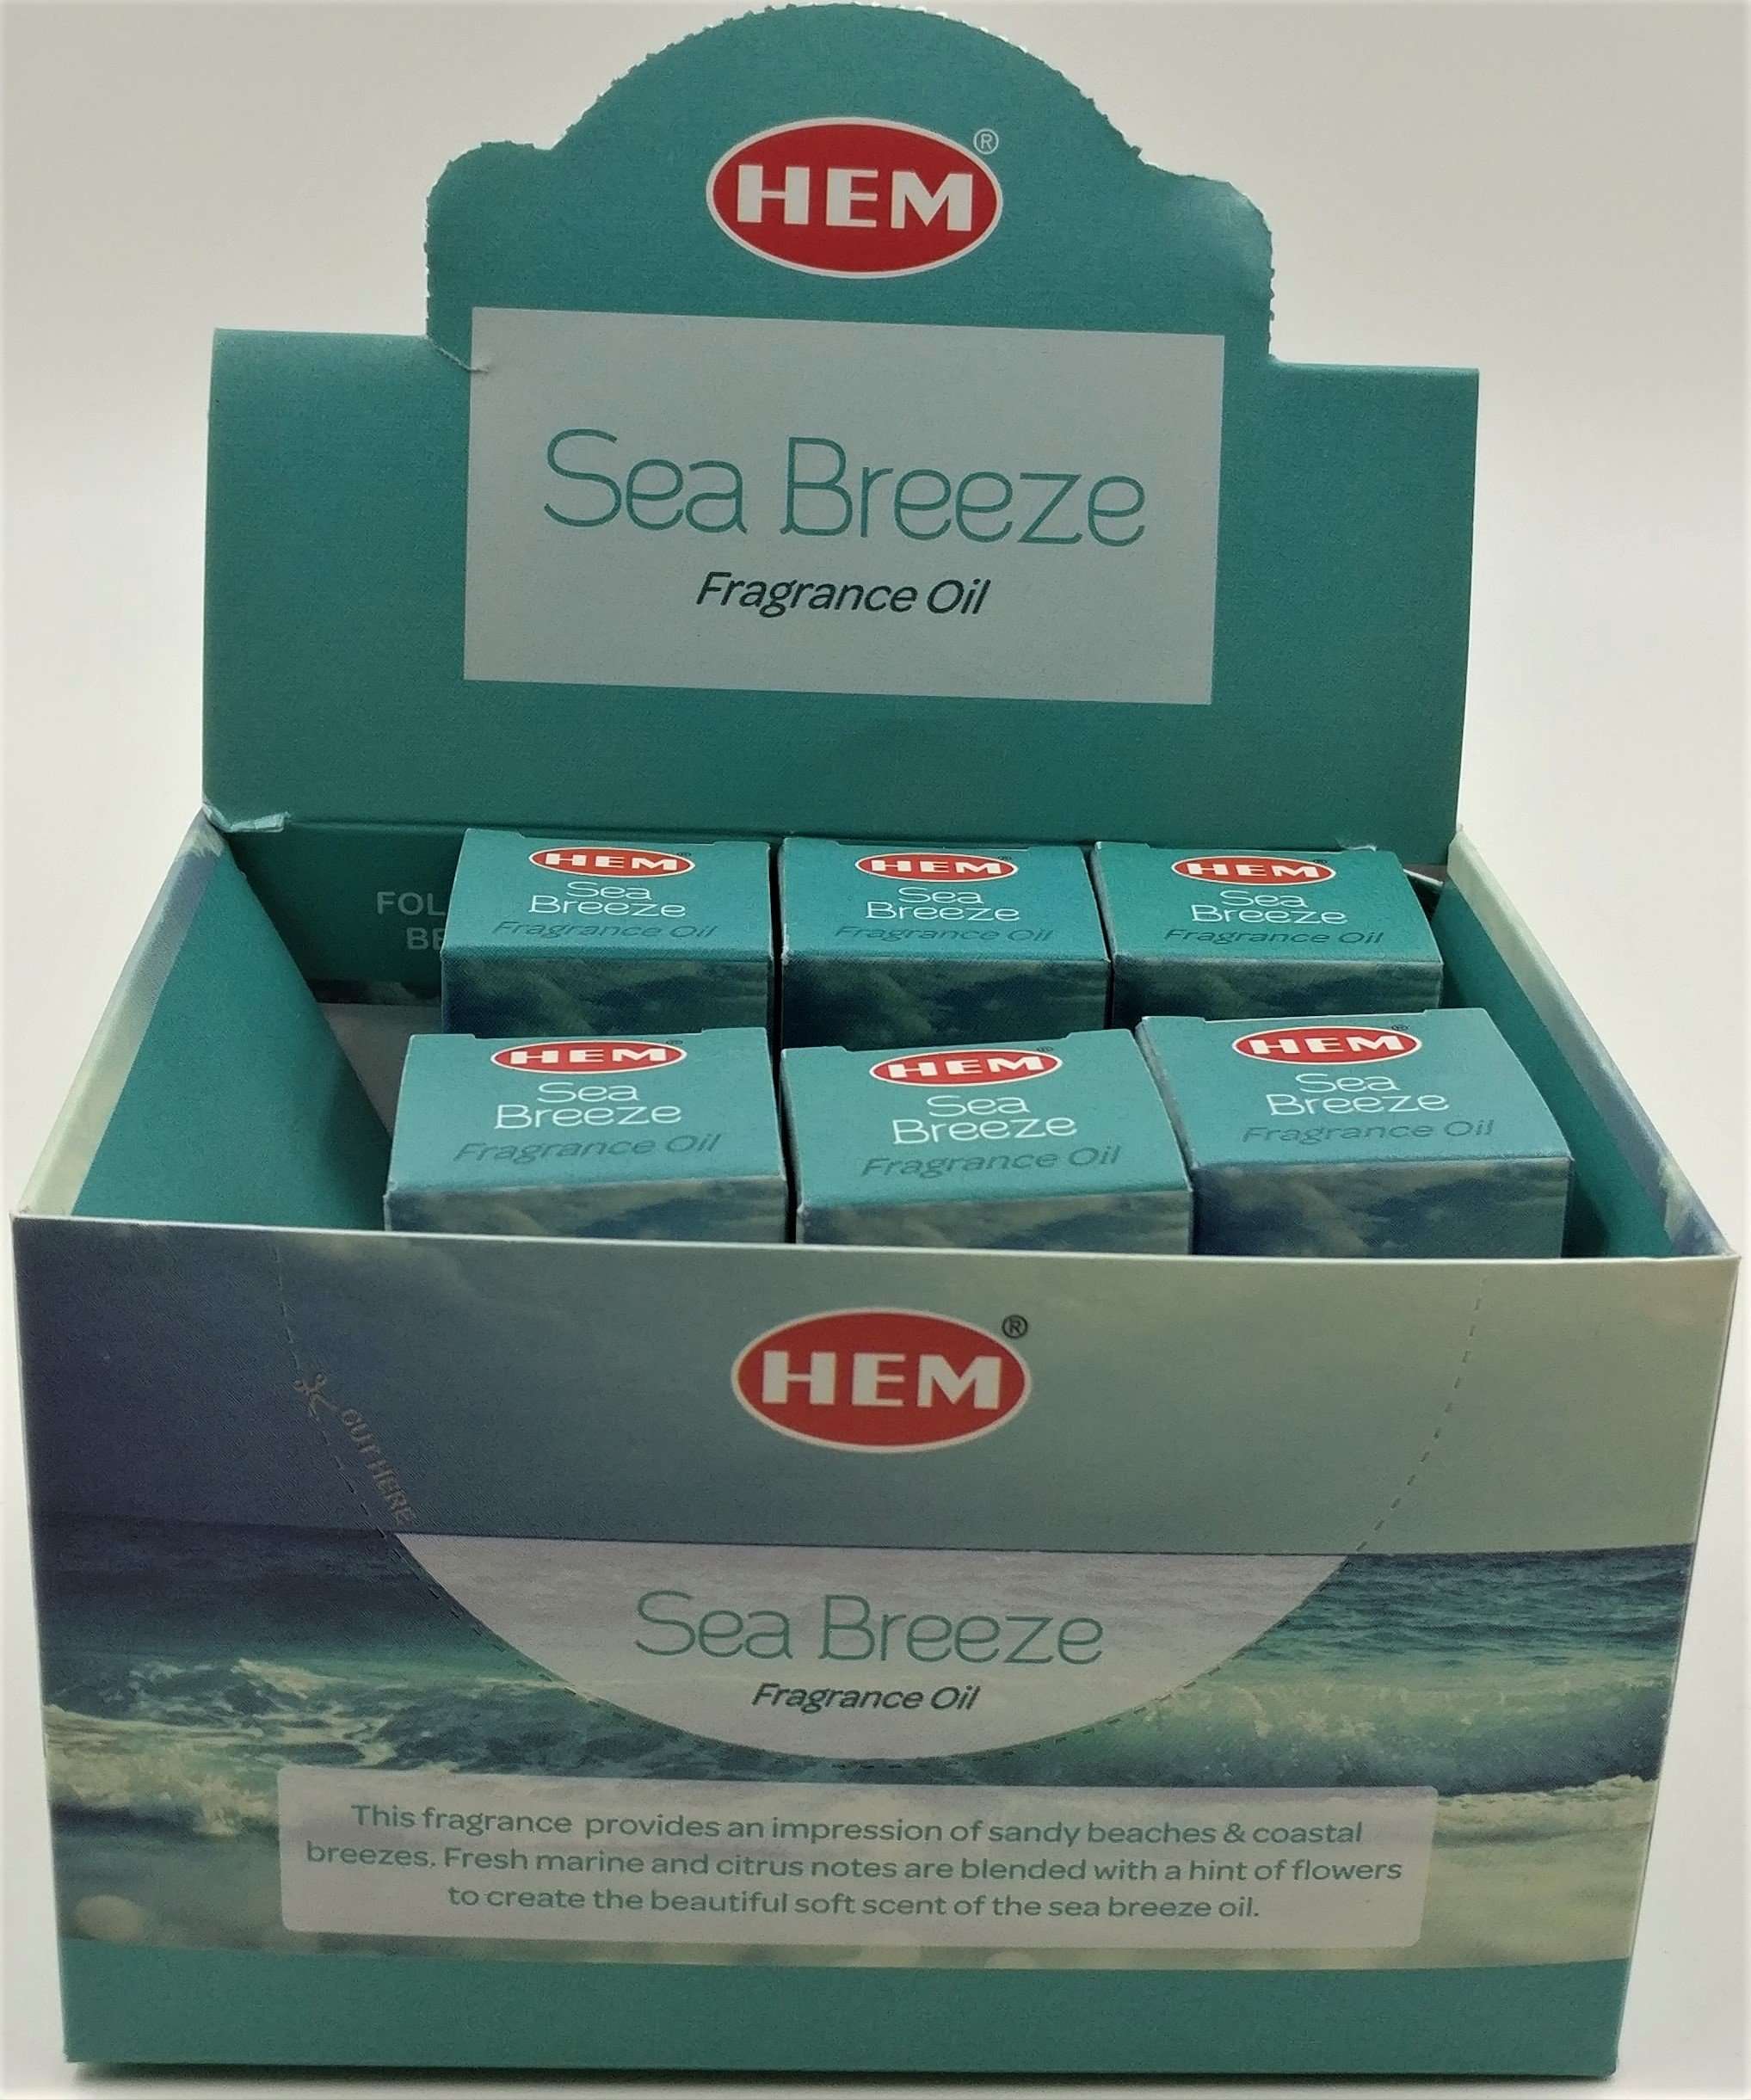 HEM®
Sea Breeze
Fragrance Oil
FOL
BE
HEM
Sea
Breeze
Fragrance Oil
HEM
Sea
Breeze
Fragrance Oil
HEM
Sea
Breeze
Fragrance Oil
HEM
Sea
Breeze
Fragrance Oil
HEM
Sea
Breeze
Fragrance Oil
HEM
Sea
Breeze
Fragrance Oil
HEM®
CUT HERE
Sea Breeze
Fragrance Oil
This fragrance provides an impression of sandy beaches & coastal
breezes. Fresh marine and citrus notes are blended with a hint of flowers
to create the beautiful soft scent of the sea breeze oil.